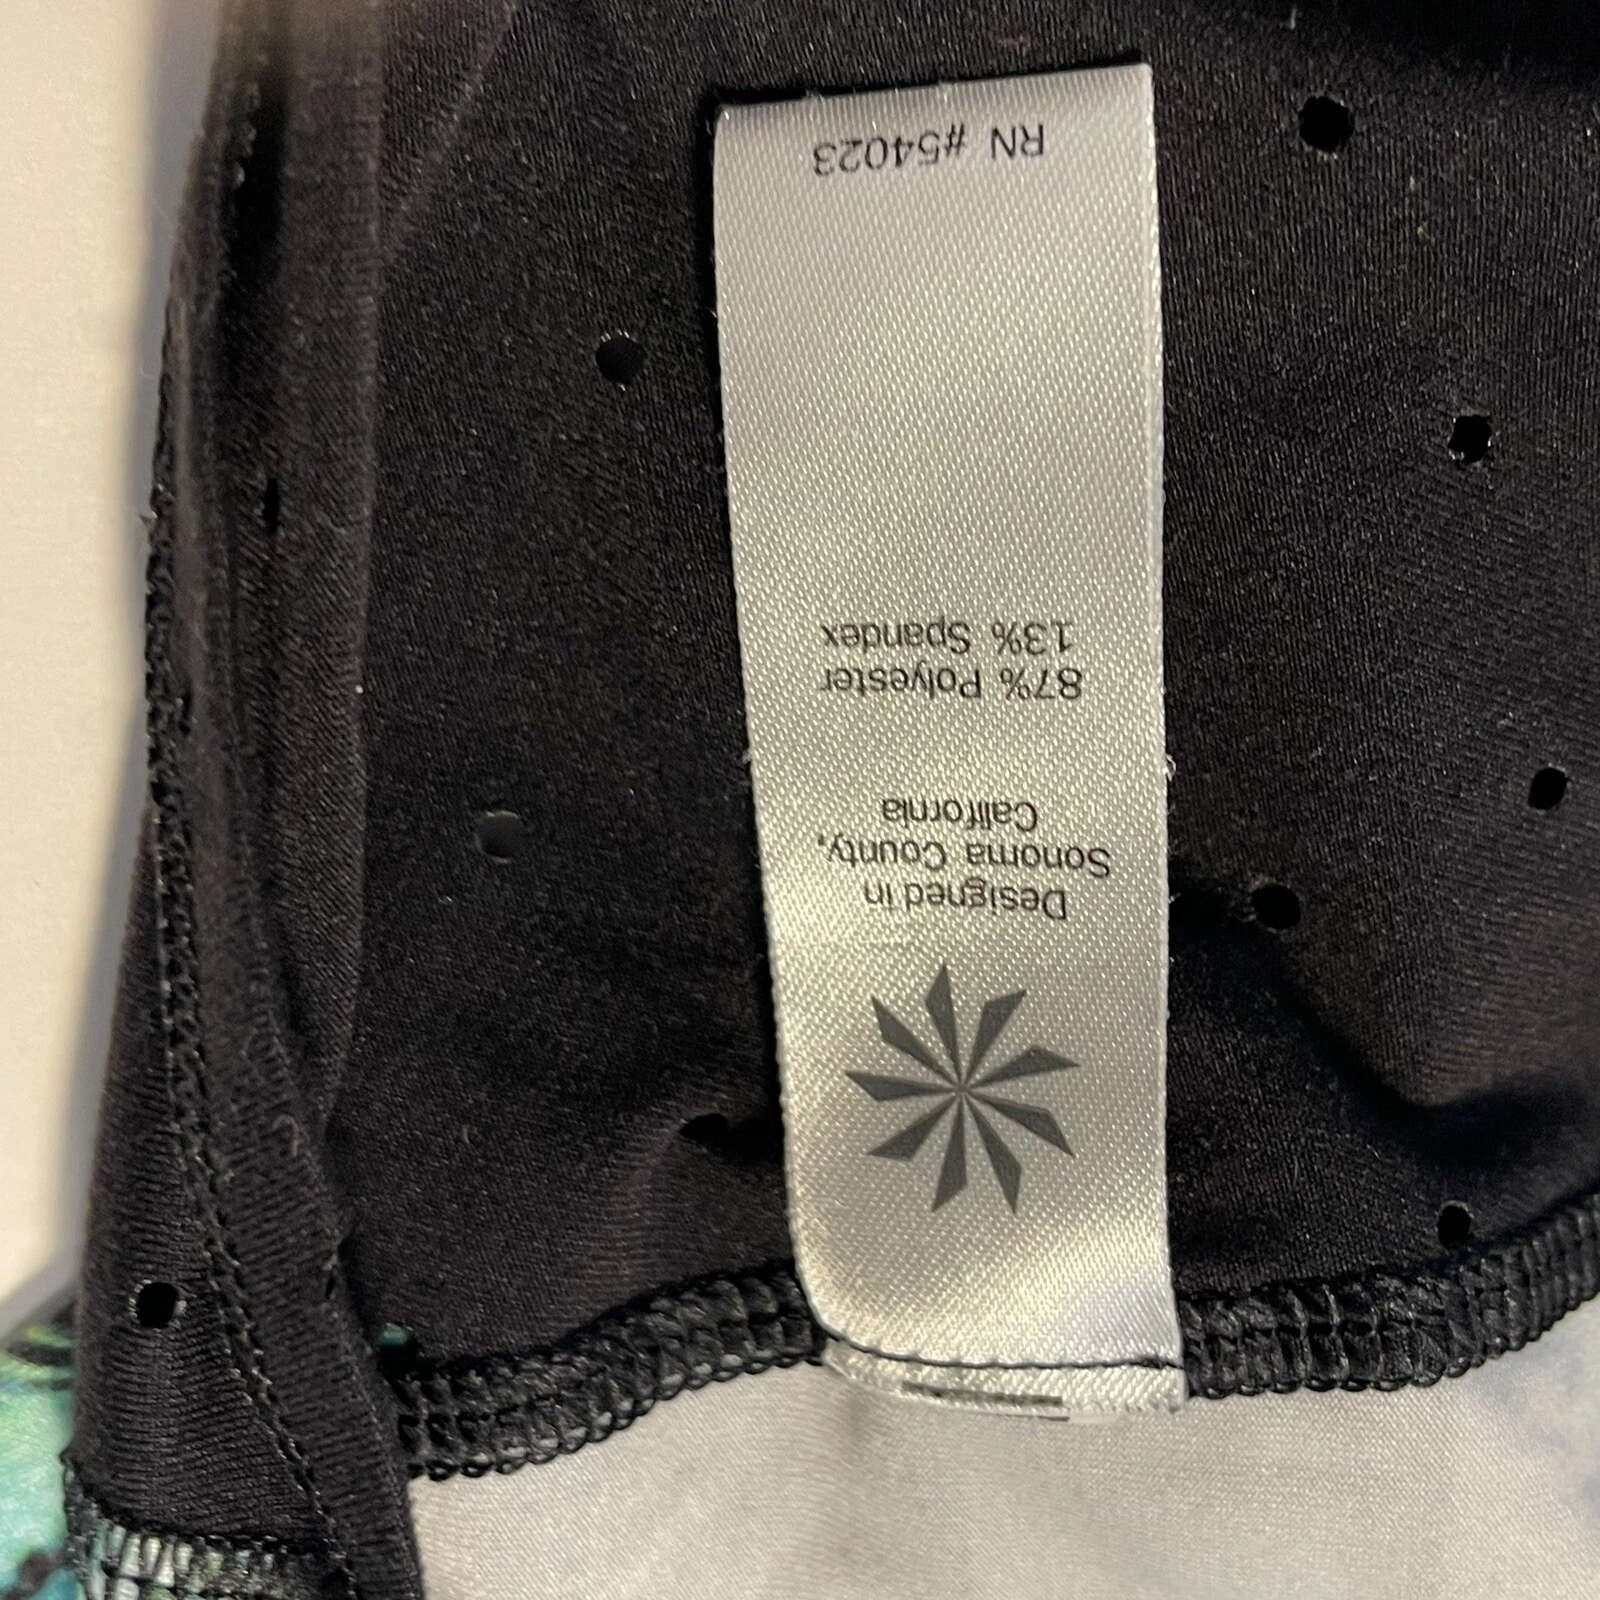 Designed in
Sonoma County,
California
87% Polyester
13% Spandex
RN #54023